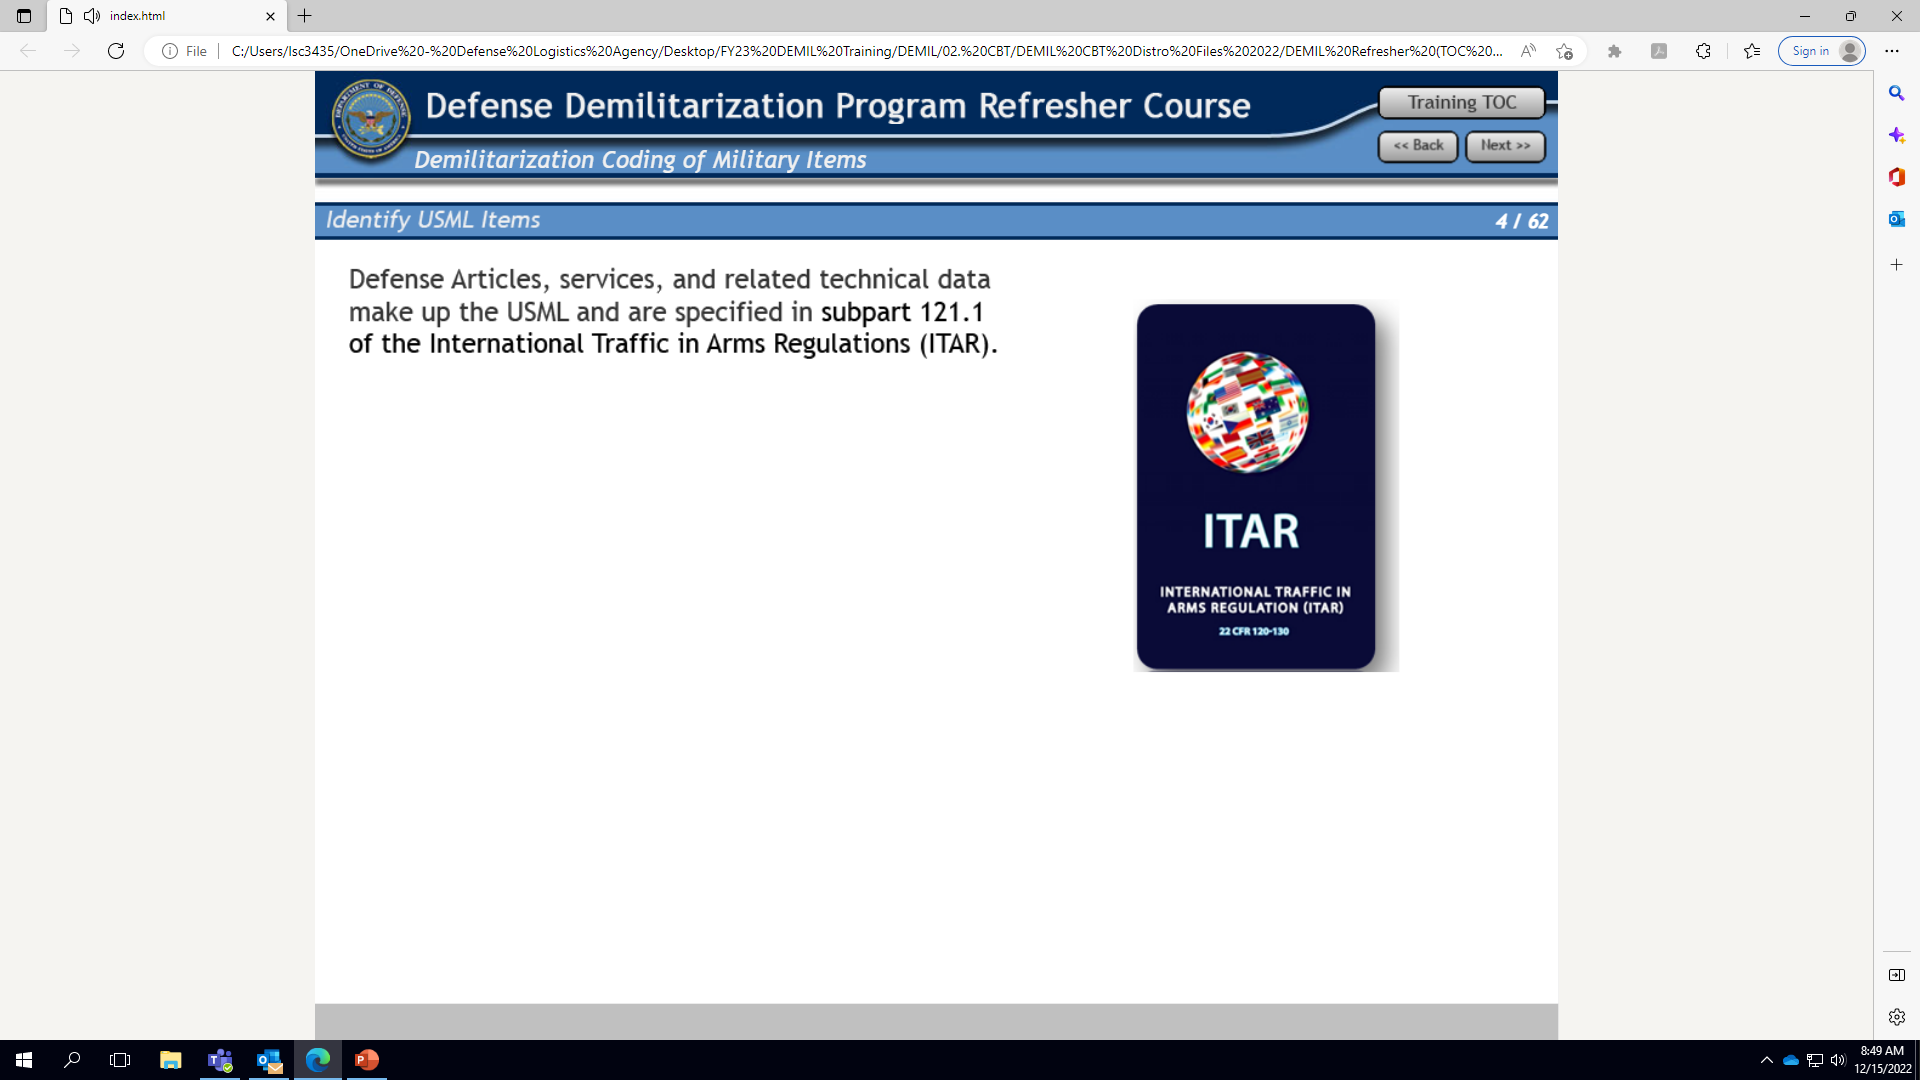 index.html
File
C:/Users/lsc3435/OneDrive%20-%20Defense%20Logistics%20Agency/Desktop/FY23%20DEMIL%20Training/DEMIL/02.%20CBT/DEMIL%20CBT%20Distro%20Files%202022/DEMIL%20Refresher%20(TOC%20...
Sign in
Defense Demilitarization Program Refresher Course
Training TOC
Demilitarization Coding of Military Items
<< Back
Next >>
Identify USML Items
4 / 62
Defense Articles, services, and related technical data
make up the USML and are specified in subpart 121.1
of the International Traffic in Arms Regulations (ITAR).
ITAR
INTERNATIONAL TRAFFIC IN
ARMS REGULATION (ITAR)
22 CFR 120-130
8:49 AM
12/15/2022